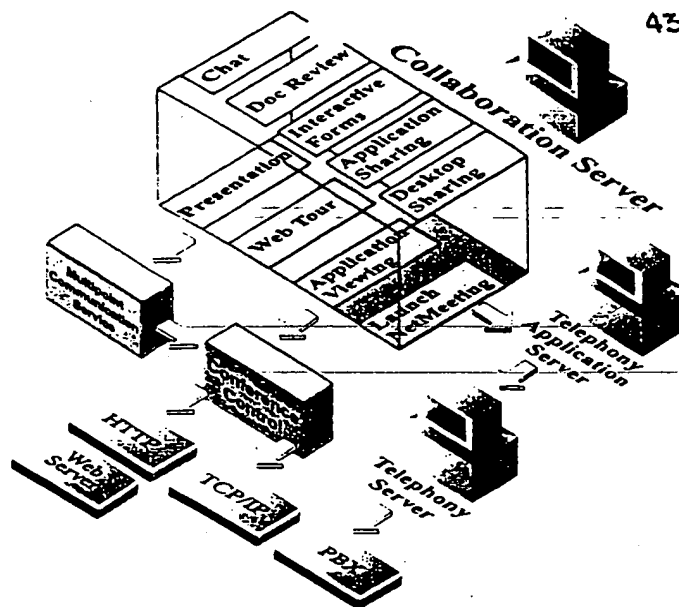 43
Collaboration Server
Chat
Doc Review
Interactive
Forms
Application
Sharing
Desktop
Sharing
Presentation
Web Tour
Application
Viewing
Launch
NetMeeting
Multipoint
Communication
Service
Conference
Control
Telephony
Application
Server
Telephony
Server
HTTP
Web
Server
TCP/IP
PBX